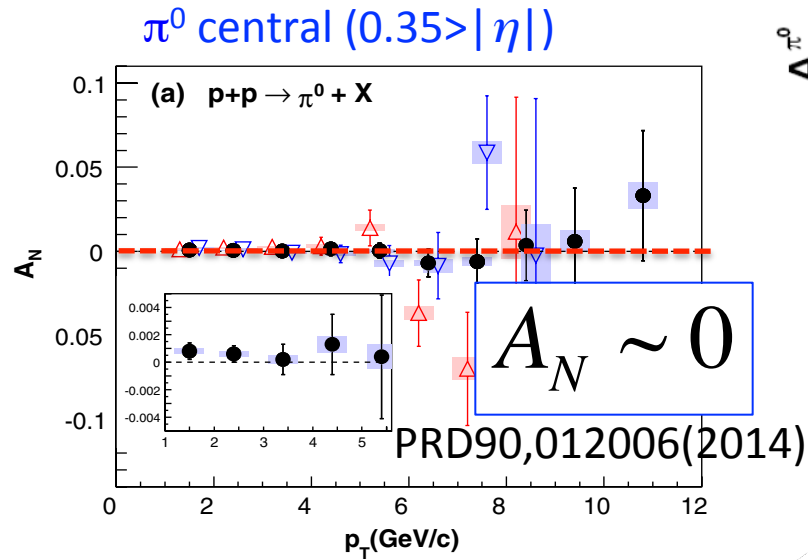 π⁰ central (0.35>|η|)
A π⁰
0.1
(a) p+p → π⁰ + X
0.05
0
0.05
-0.1
A_N
0.004
0.002
0
-0.002
-0.004
1 2 3 4 5
A_N ~ 0
PRD90,012006(2014)
0 2 4 6 8 10 12
p_T(GeV/c)